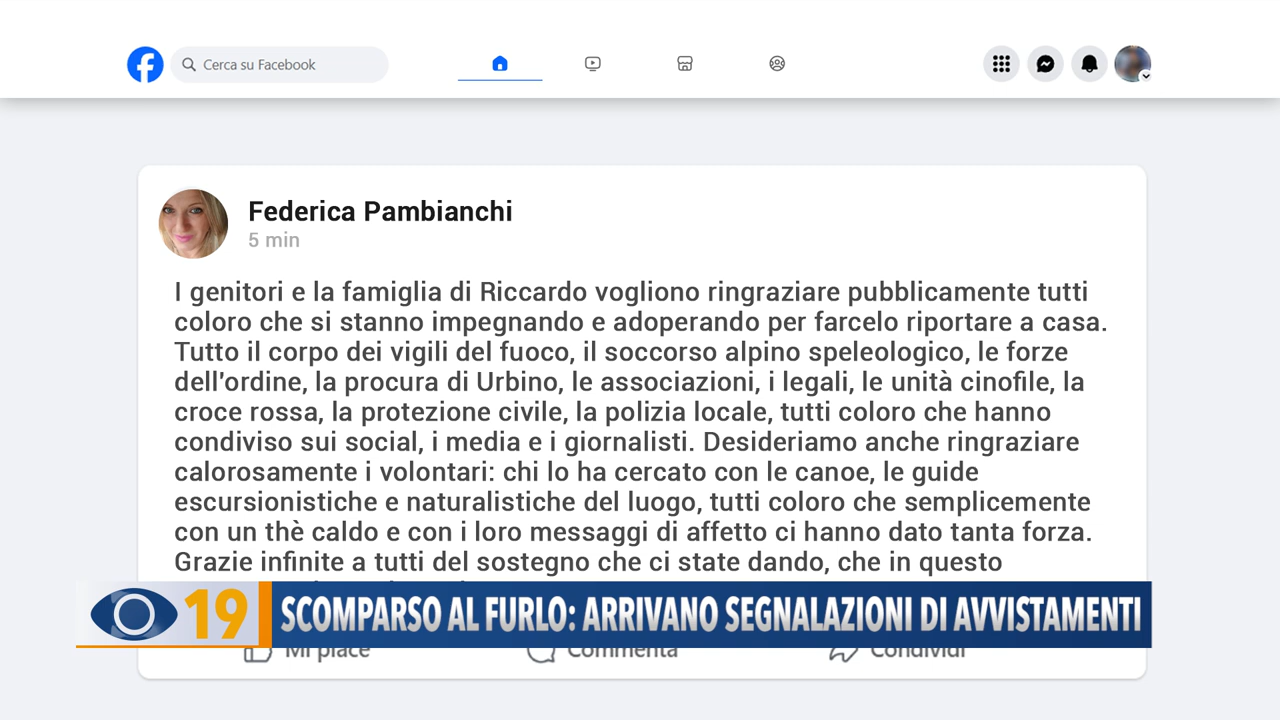 Cerca su Facebook
Federica Pambianchi
5 min
I genitori e la famiglia di Riccardo vogliono ringraziare pubblicamente tutti
coloro che si stanno impegnando e adoperando per farcelo riportare a casa.
Tutto il corpo dei vigili del fuoco, il soccorso alpino speleologico, le forze
dell'ordine, la procura di Urbino, le associazioni, i legali, le unità cinofile, la
croce rossa, la protezione civile, la polizia locale, tutti coloro che hanno
condiviso sui social, i media e i giornalisti. Desideriamo anche ringraziare
calorosamente i volontari: chi lo ha cercato con le canoe, le guide
escursionistiche e naturalistiche del luogo, tutti coloro che semplicemente
con un thè caldo e con i loro messaggi di affetto ci hanno dato tanta forza.
Grazie infinite a tutti del sostegno che ci state dando, che in questo
19 SCOMPARSO AL FURLO: ARRIVANO SEGNALAZIONI DI AVVISTAMENTI
Mi piace Commenta Condividi